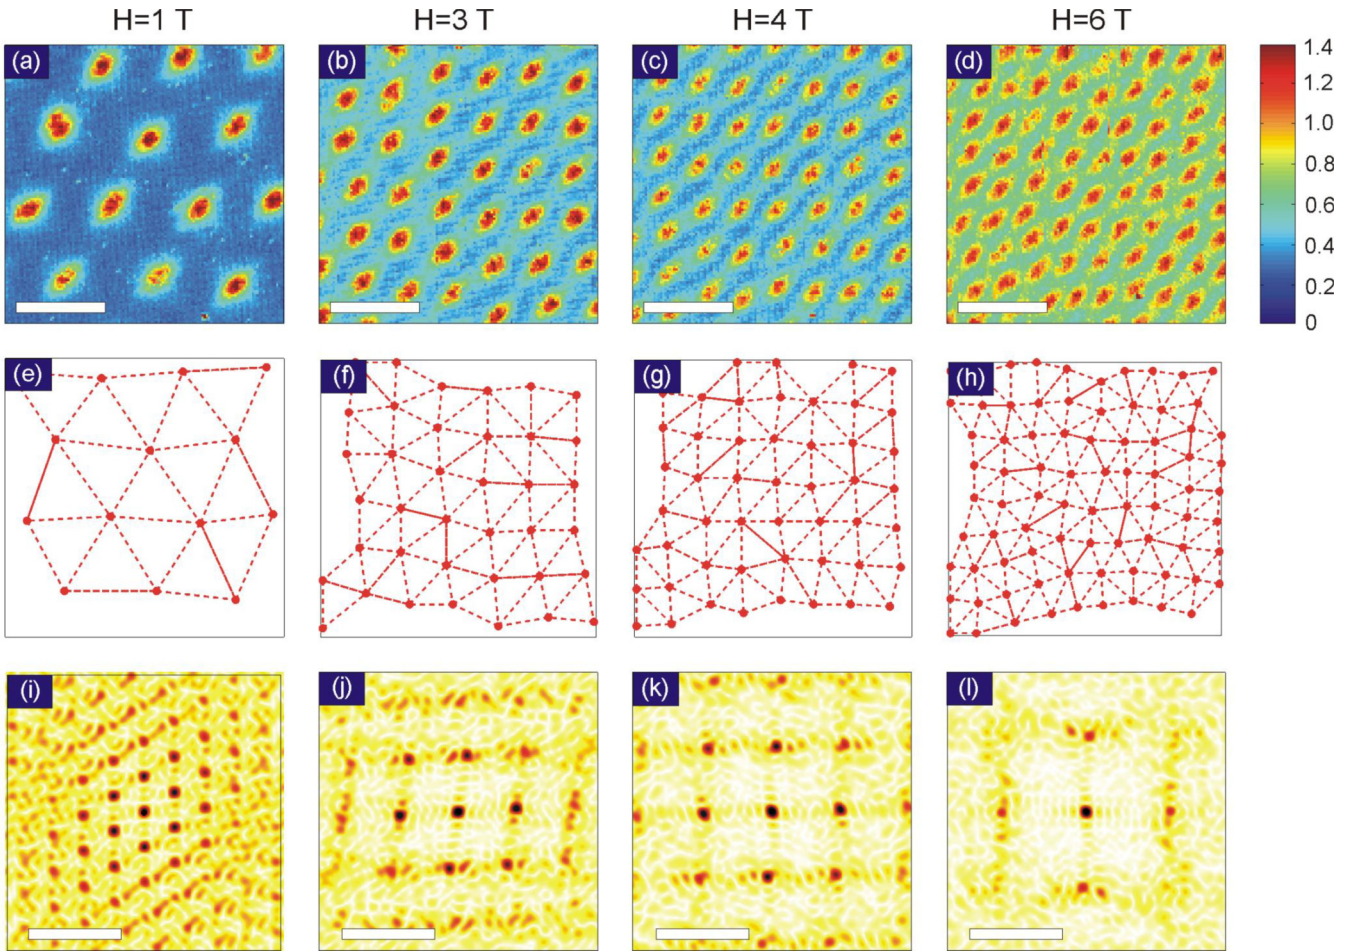 H=1 T H=3 T H=4 T H=6 T
(a) (b) (c) (d) 1.4
1.2
1.0
0.8
0.6
0.4
0.2
0
(e) (f) (g) (h)
(i) (j) (k) (l)